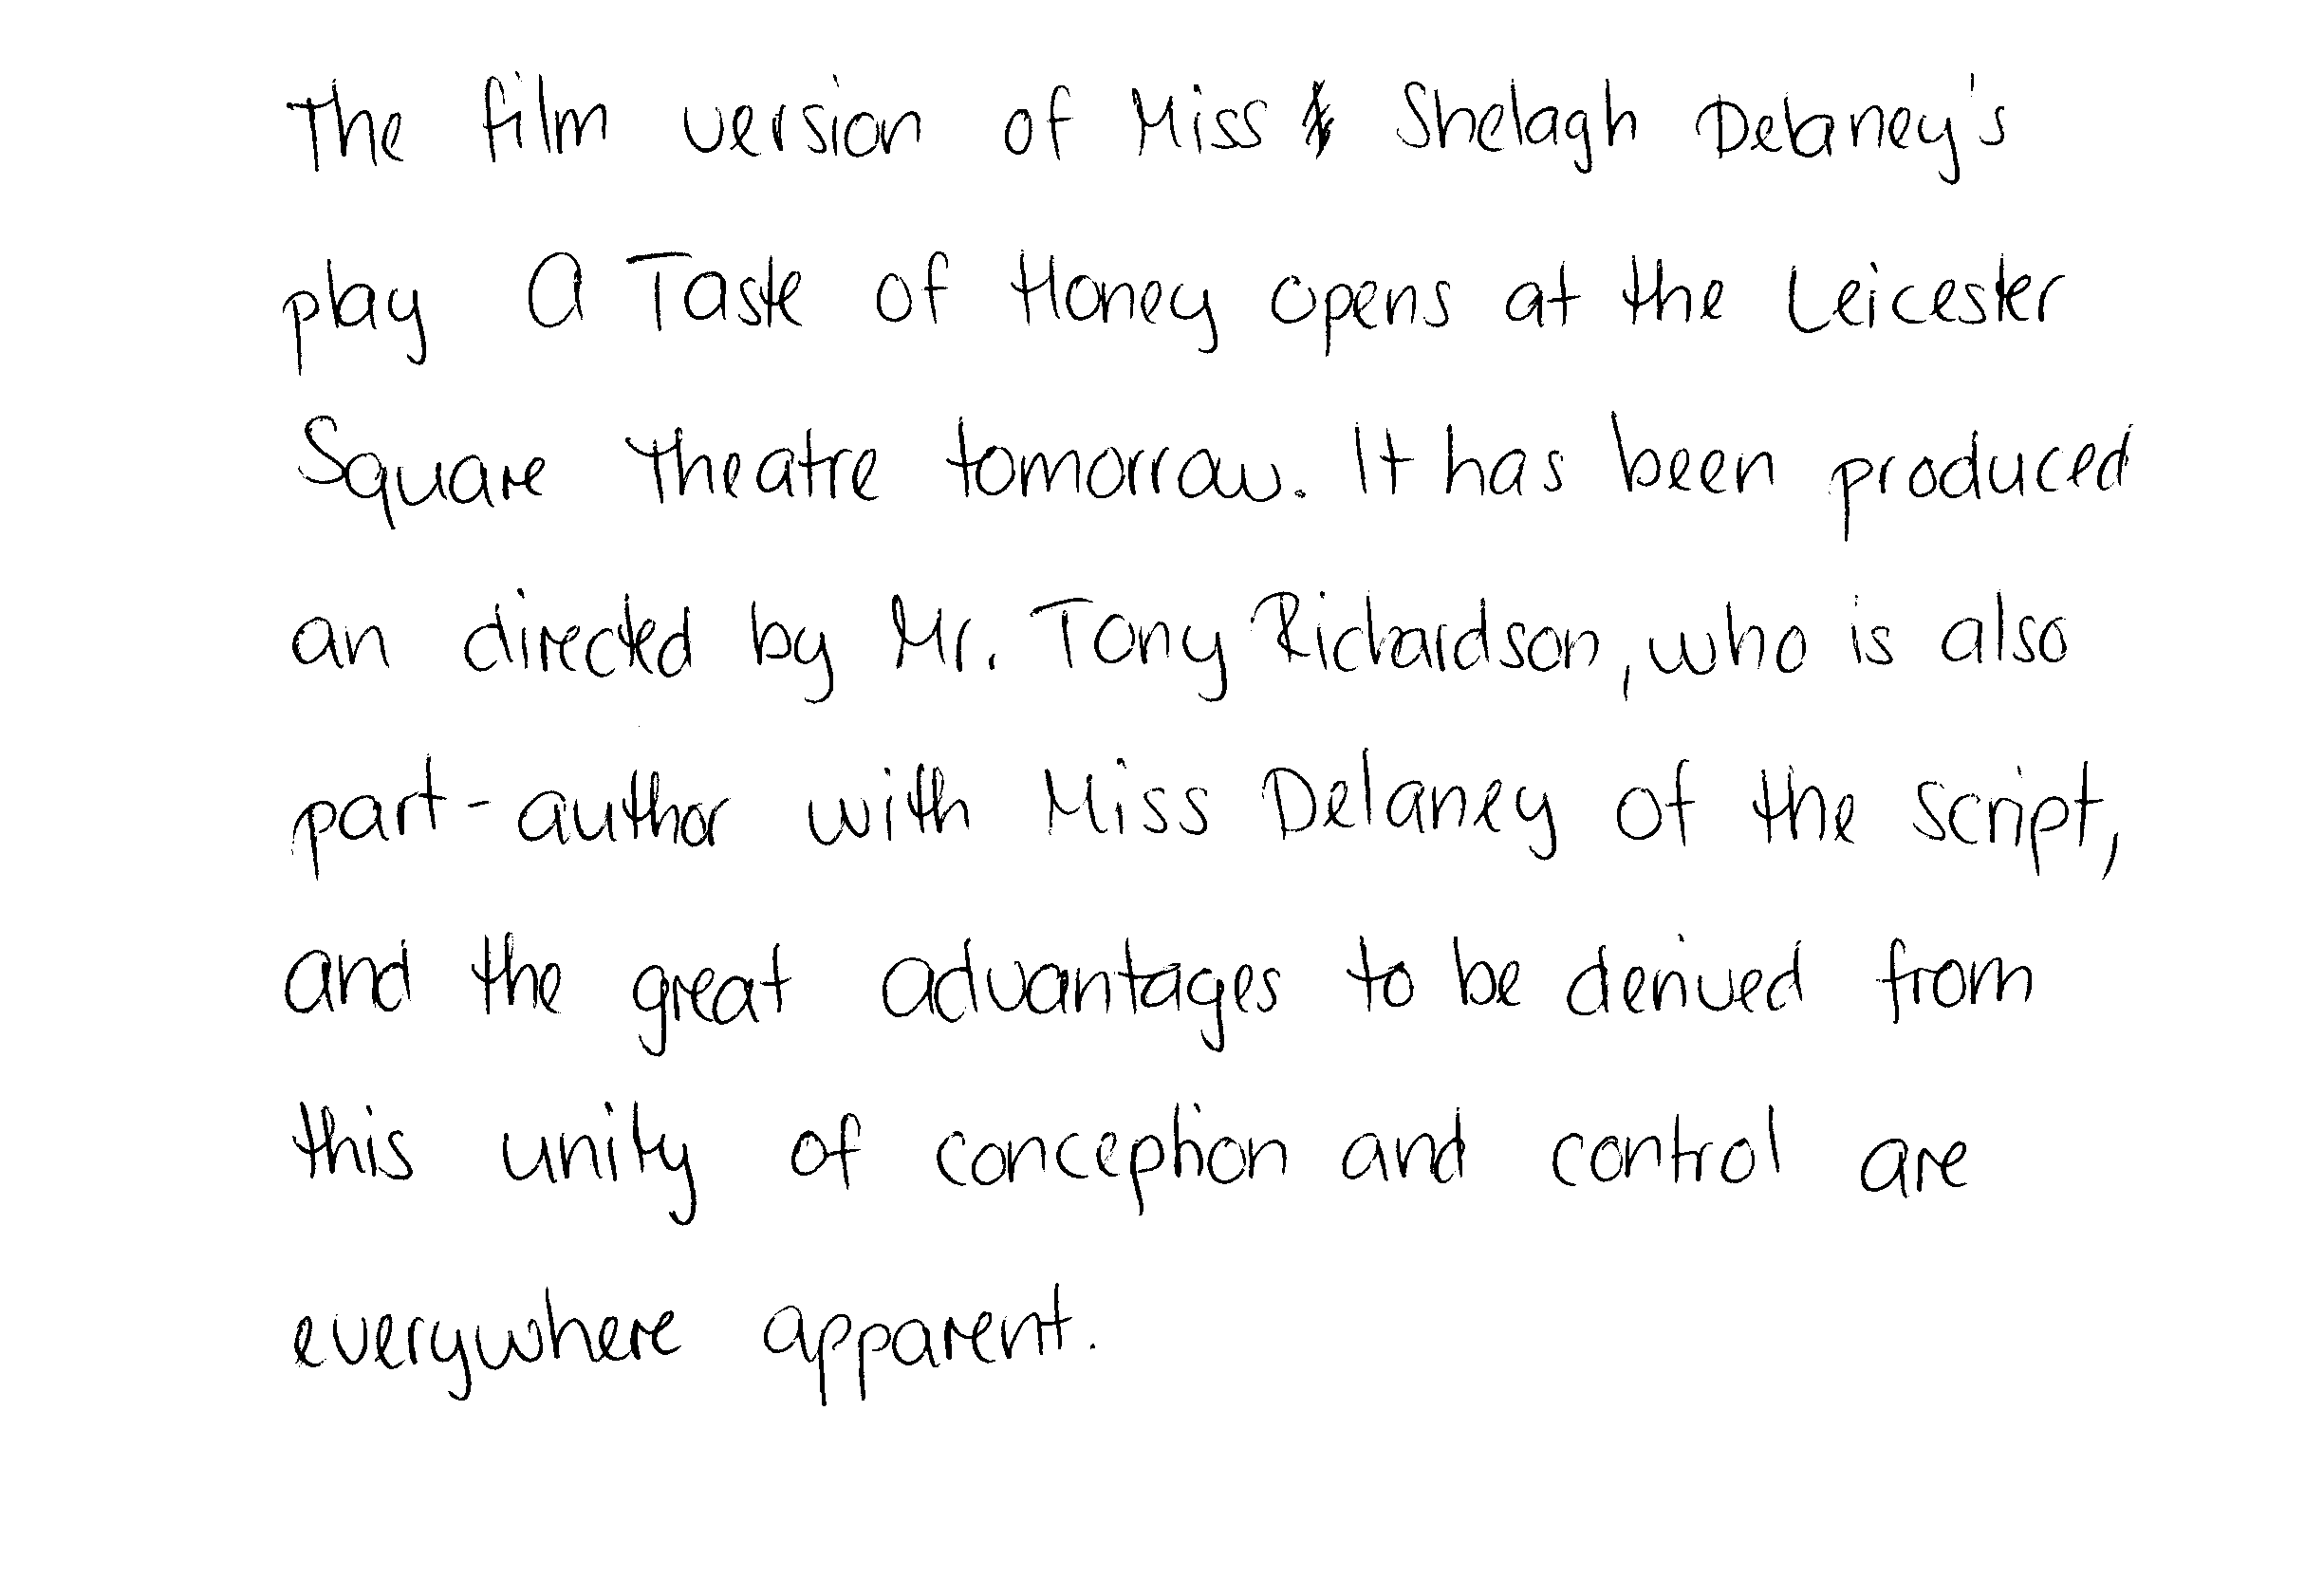 The film version of Miss Shelagh Delaney's
play A Taste of Honey opens at the Leicester
Square Theatre tomorrow. It has been produced
an directed by Mr. Tony Richardson, who is also
part-author with Miss Delaney of the script,
and the great advantages to be derived from
this unity of conception and control are
everywhere apparent.